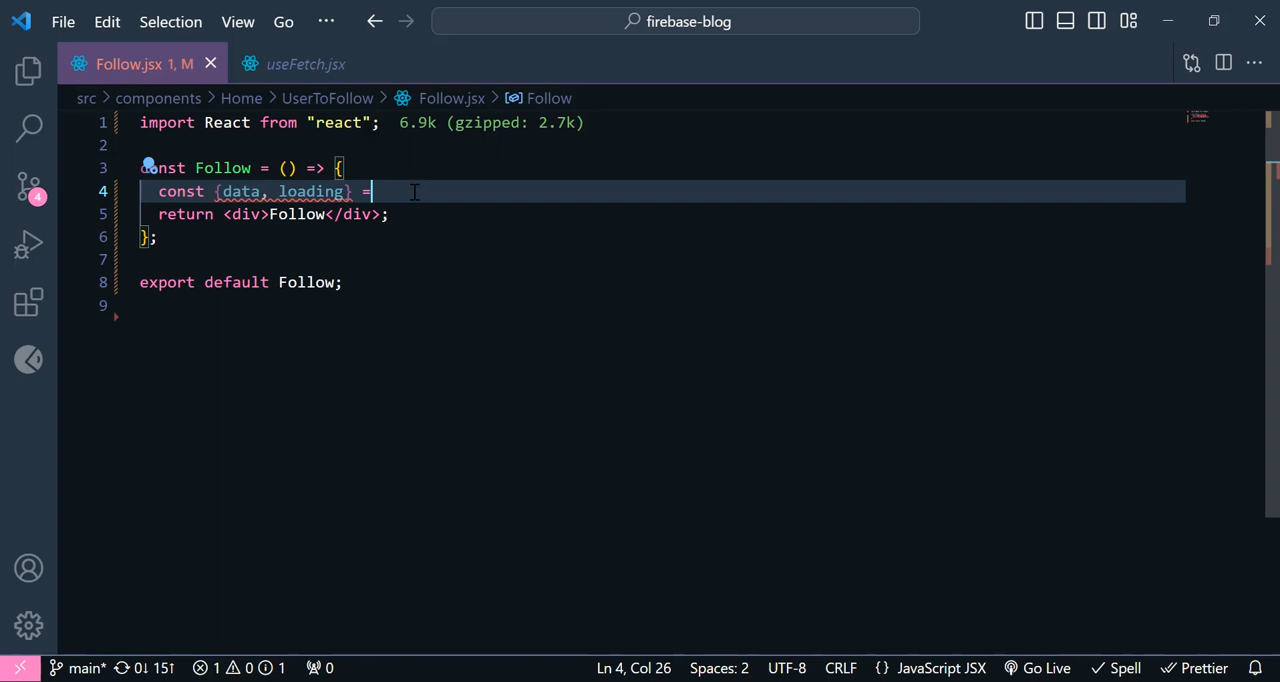 File Edit Selection View Go ··· firebase-blog
Follow.jsx 1, M useFetch.jsx
src > components > Home > UserToFollow > Follow.jsx > Follow
1 import React from "react"; 6.9k (gzipped: 2.7k)
2
3 const Follow = () => {
4 const {data, loading} =
5 return <div>Follow</div>;
6 };
7
8 export default Follow;
9
4
main* 0↓ 15↑ 1 0 1 0 Ln 4, Col 26 Spaces: 2 UTF-8 CRLF {} JavaScript JSX Go Live Spell Prettier